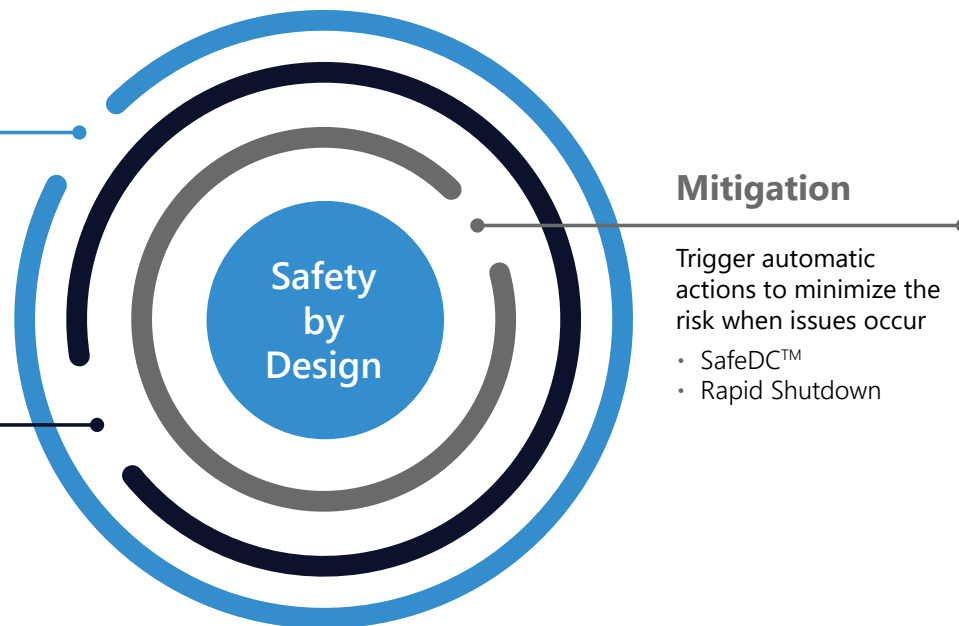 Safety
by
Design
Mitigation
Trigger automatic
actions to minimize the
risk when issues occur
• SafeDC™
• Rapid Shutdown